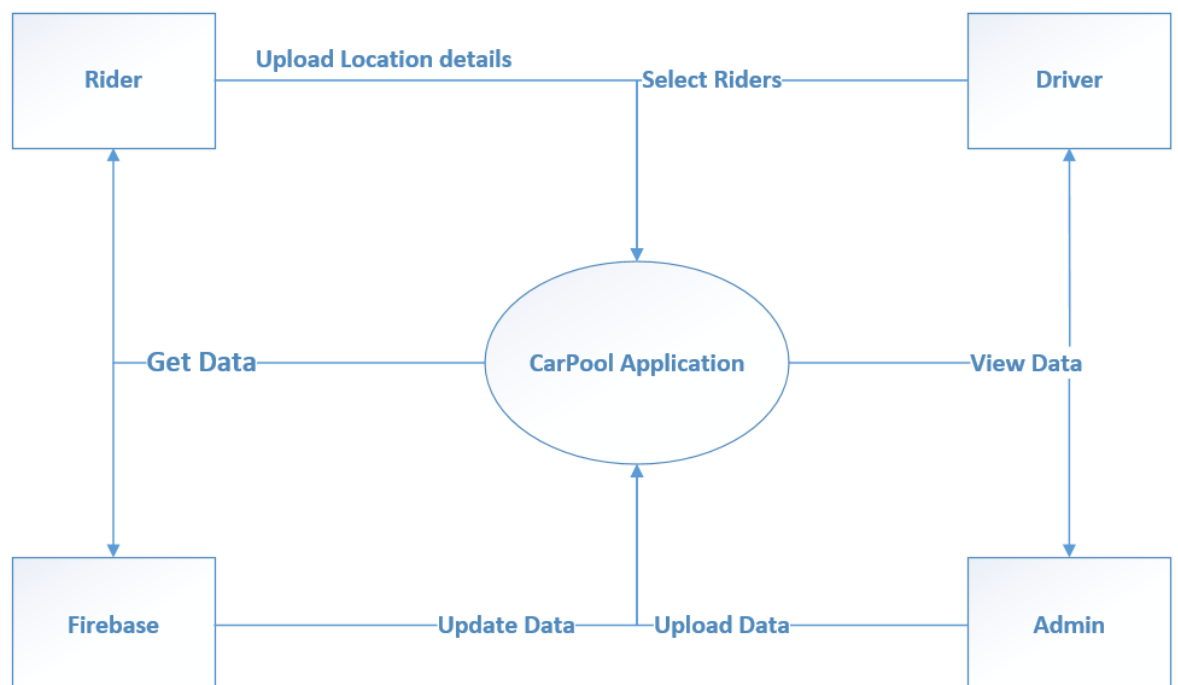 Upload Location details
Rider
Select Riders
Driver
Get Data
CarPool Application
View Data
Firebase
Update Data
Upload Data
Admin